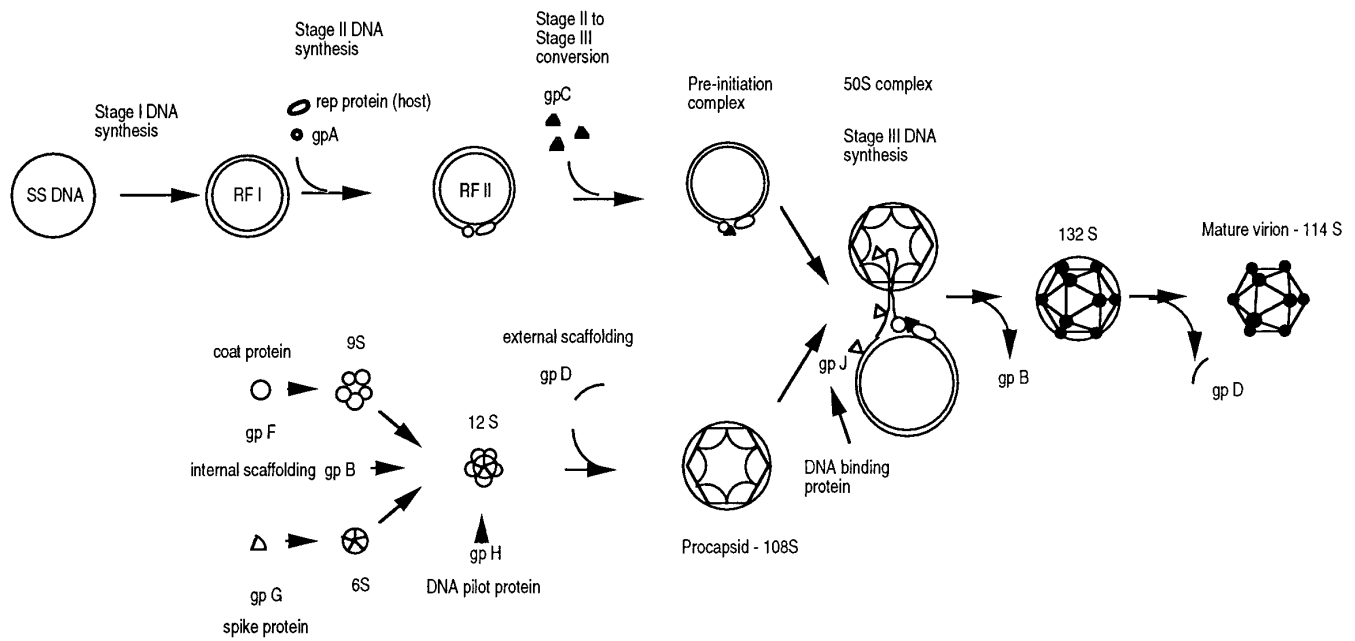 Stage I DNA
synthesis
SS DNA
RF I
Stage II DNA
synthesis
rep protein (host)
gpA
RF II
Stage II to
Stage III
conversion
gpC
Pre-initiation
complex
50S complex
Stage III DNA
synthesis
132 S
Mature virion - 114 S
coat protein
gp F
9S
internal scaffolding gp B
gp G
spike protein
6S
12 S
gp H
DNA pilot protein
external scaffolding
gp D
Procapsid - 108S
gp J
DNA binding
protein
gp B
gp D